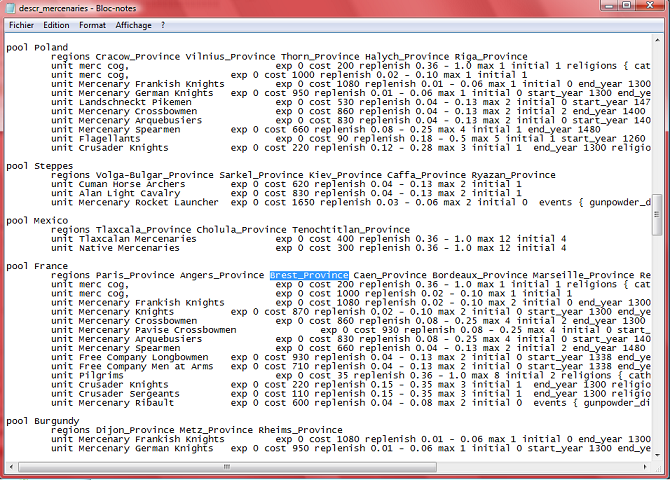 descr_mercenaries - Bloc-notes
Fichier Edition Format Affichage ?
pool Poland
regions Cracow_Province Vilnius_Province Thorn_Province Halych_Province Riga_Province
unit merc cog, exp 0 cost 200 replenish 0.36 - 1.0 max 1 initial 1 religions { cat
unit merc cog, exp 0 cost 1000 replenish 0.02 - 0.10 max 1 initial 1
unit Mercenary Frankish Knights exp 0 cost 1080 replenish 0.01 - 0.06 max 1 initial 0 end_year 1300
unit Mercenary German Knights exp 0 cost 950 replenish 0.01 - 0.06 max 1 initial 0 start_year 1300 en
unit Landschneckt Pikemen exp 0 cost 530 replenish 0.04 - 0.13 max 2 initial 0 start_year 147
unit Mercenary Crossbowmen exp 0 cost 860 replenish 0.04 - 0.13 max 2 initial 2 end_year 1400
unit Mercenary Arquebusiers exp 0 cost 830 replenish 0.04 - 0.13 max 2 initial 0 start_year 140
unit Mercenary Spearmen exp 0 cost 660 replenish 0.08 - 0.25 max 4 initial 1 end_year 1480
unit Flagellants exp 0 cost 90 replenish 0.18 - 0.5 max 5 initial 1 start_year 1260
unit Crusader Knights exp 0 cost 220 replenish 0.12 - 0.28 max 3 initial 1 end_year 1300 religio
pool Steppes
regions Volga-Bulgar_Province Sarkel_Province Kiev_Province Caffa_Province Ryazan_Province
unit Cuman Horse Archers exp 0 cost 620 replenish 0.04 - 0.13 max 2 initial 1
unit Alan Light Cavalry exp 0 cost 830 replenish 0.04 - 0.13 max 2 initial 1
unit Mercenary Rocket Launcher exp 0 cost 1650 replenish 0.03 - 0.06 max 2 initial 0 events { gunpowder_d
pool Mexico
regions Tlaxcala_Province Cholula_Province Tenochtitlan_Province
unit Tlaxcalan Mercenaries exp 0 cost 400 replenish 0.36 - 1.0 max 12 initial 4
unit Native Mercenaries exp 0 cost 300 replenish 0.36 - 1.0 max 12 initial 4
pool France
regions Paris_Province Angers_Province Brest_Province Caen_Province Bordeaux_Province Marseille_Province Re
unit merc cog, exp 0 cost 200 replenish 0.36 - 1.0 max 1 initial 1 religions { cat
unit merc cog, exp 0 cost 1000 replenish 0.02 - 0.10 max 1 initial 1
unit Mercenary Frankish Knights exp 0 cost 1080 replenish 0.02 - 0.10 max 2 initial 0 end_year 1300
unit Mercenary Knights exp 0 cost 870 replenish 0.02 - 0.10 max 2 initial 0 start_year 1300 en
unit Mercenary Crossbowmen exp 0 cost 860 replenish 0.08 - 0.25 max 4 initial 2 end_year 1300
unit Mercenary Pavise Crossbowmen exp 0 cost 930 replenish 0.08 - 0.25 max 4 initial 0 start_
unit Mercenary Arquebusiers exp 0 cost 830 replenish 0.08 - 0.25 max 4 initial 0 start_year 140
unit Mercenary Spearmen exp 0 cost 660 replenish 0.04 - 0.13 max 2 initial 2 end_year 1480
unit Free Company Longbowmen exp 0 cost 930 replenish 0.04 - 0.13 max 2 initial 0 start_year 1338 end_year
unit Free Company Men at Arms exp 0 cost 710 replenish 0.04 - 0.13 max 2 initial 0 start_year 1338 end_year
unit Pilgrims exp 0 cost 35 replenish 0.36 - 1.0 max 8 initial 2 religions { cath
unit Crusader Knights exp 0 cost 220 replenish 0.15 - 0.35 max 3 initial 1 end_year 1300 religio
unit Crusader Sergeants exp 0 cost 110 replenish 0.15 - 0.35 max 3 initial 1 end_year 1300 religio
unit Mercenary Ribault exp 0 cost 600 replenish 0.04 - 0.08 max 2 initial 0 events { gunpowder_di
pool Burgundy
regions Dijon_Province Metz_Province Rheims_Province
unit Mercenary Frankish Knights exp 0 cost 1080 replenish 0.01 - 0.06 max 1 initial 0 end_year 1300
unit Mercenary German Knights exp 0 cost 950 replenish 0.01 - 0.06 max 1 initial 0 start_year 1300 en